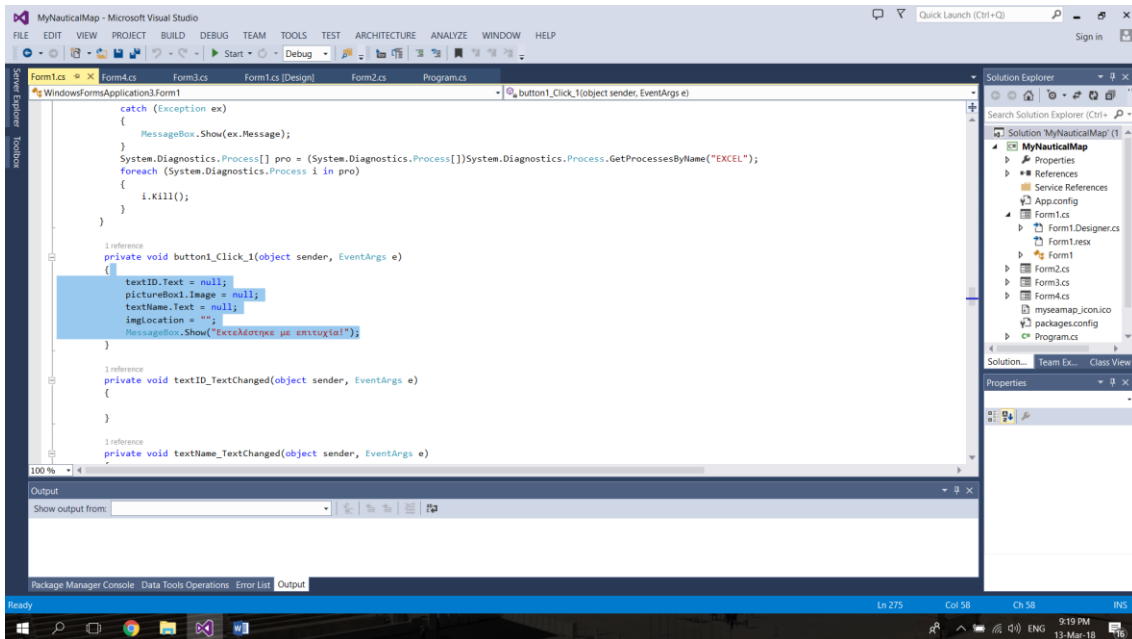 MyNauticalMap - Microsoft Visual Studio
Quick Launch (Ctrl+Q)
FILE EDIT VIEW PROJECT BUILD DEBUG TEAM TOOLS TEST ARCHITECTURE ANALYZE WINDOW HELP
Sign in
Start Debug
Server Explorer
Toolbox
Form1.cs Form4.cs Form3.cs Form1.cs [Design] Form2.cs Program.cs
WindowsFormsApplication3.Form1
button1_Click_1(object sender, EventArgs e)
catch (Exception ex)
{
MessageBox.Show(ex.Message);
}
System.Diagnostics.Process[] pro = (System.Diagnostics.Process[])System.Diagnostics.Process.GetProcessesByName("EXCEL");
foreach (System.Diagnostics.Process i in pro)
{
i.Kill();
}
}
1 reference
private void button1_Click_1(object sender, EventArgs e)
{
textID.Text = null;
pictureBox1.Image = null;
textName.Text = null;
imgLocation = "";
MessageBox.Show("Εκτελέστηκε με επιτυχία!");
}
1 reference
private void textID_TextChanged(object sender, EventArgs e)
{
}
1 reference
private void textName_TextChanged(object sender, EventArgs e)
100 %
Output
Show output from:
Package Manager Console Data Tools Operations Error List Output
Solution Explorer
Search Solution Explorer (Ctrl+
Solution 'MyNauticalMap' (1
MyNauticalMap
Properties
References
Service References
App.config
Form1.cs
Form1.Designer.cs
Form1.resx
Form1
Form2.cs
Form3.cs
Form4.cs
myseamap_icon.ico
packages.config
Program.cs
Solution... Team Ex... Class View
Properties
Ready
Ln 275 Col 58 Ch 58 INS
ENG
9:19 PM
13-Mar-18
16